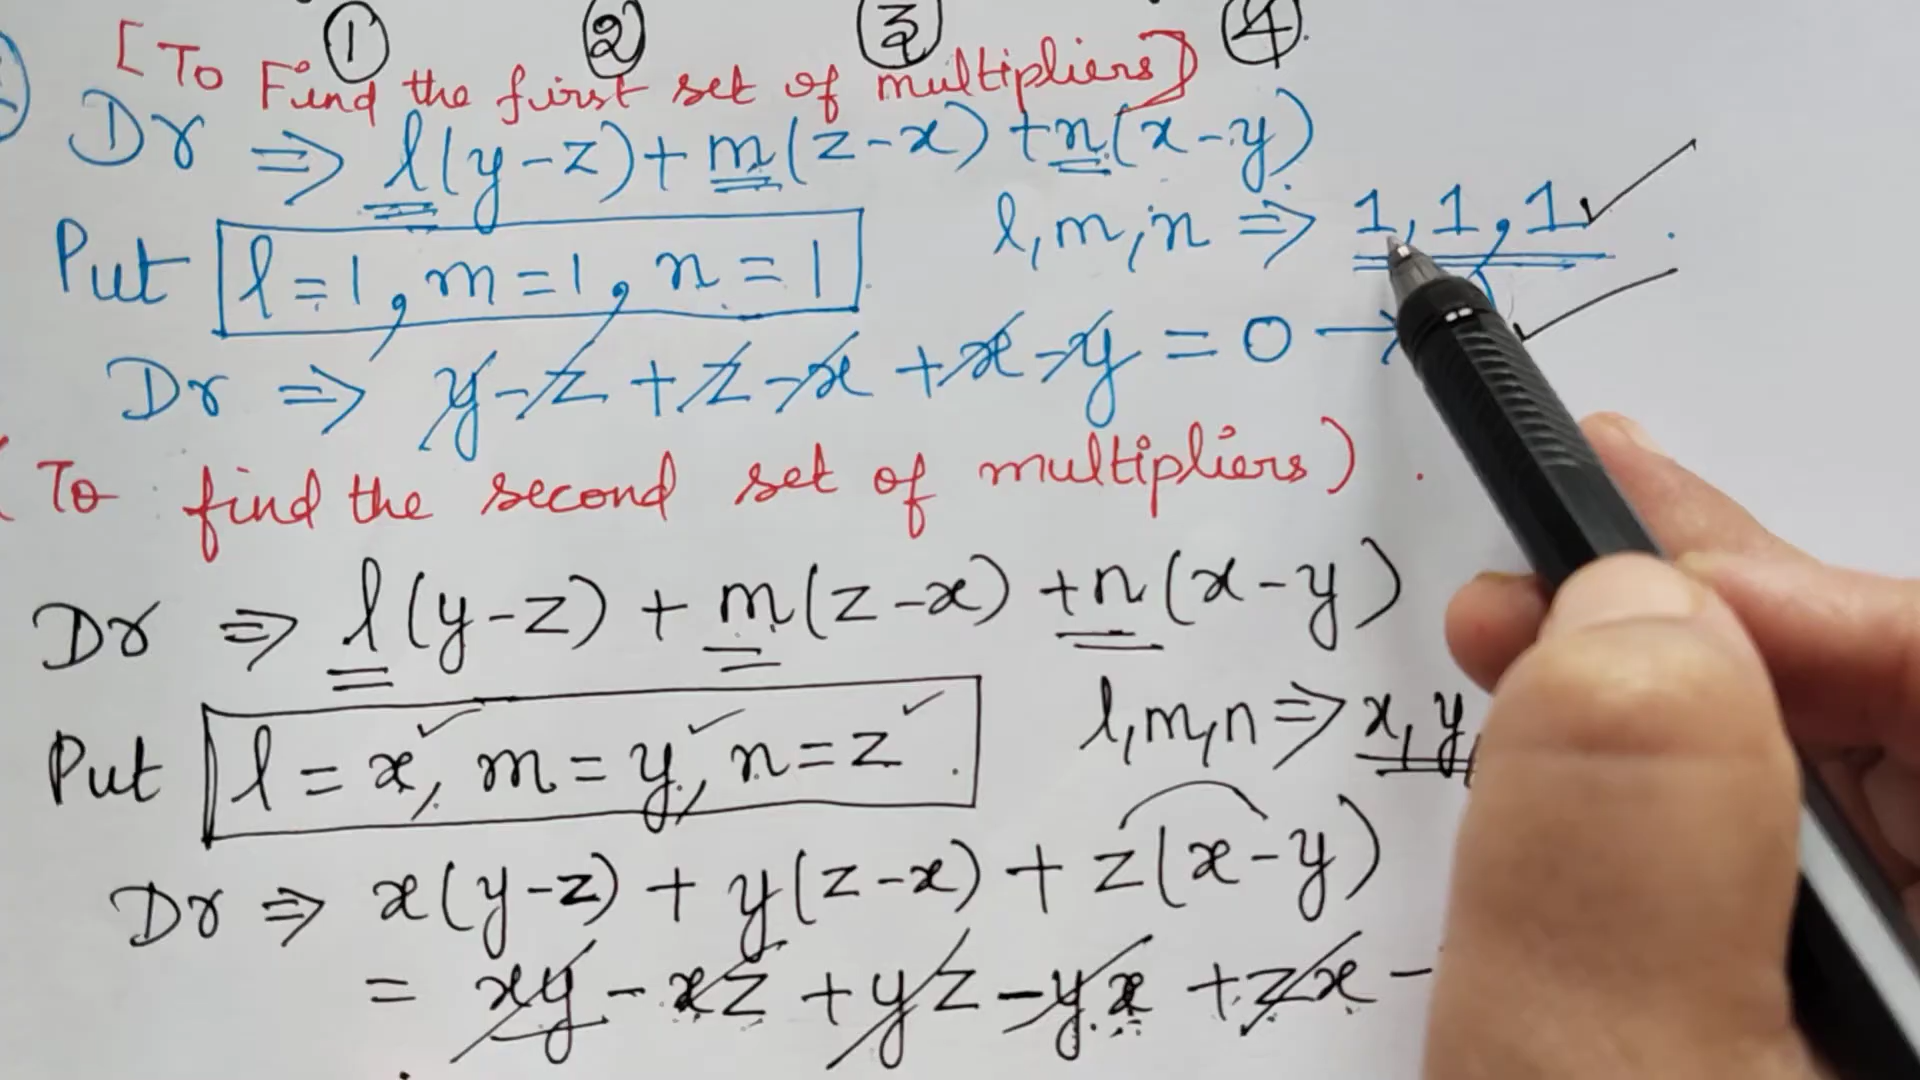 ① ② ③ ④
[To Find the first set of multipliers]
Dr ⇒ l(y-z)+m(z-x)+n(x-y)
Put l=1, m=1, n=1 l,m,n ⇒ 1,1,1
Dr ⇒ y-z+z-x+x-y = 0 →
(To find the second set of multipliers).
Dr ⇒ l(y-z) + m(z-x) +n(x-y)
Put l=x, m=y, n=z. l,m,n ⇒ x,y,
Dr ⇒ x(y-z) + y(z-x) + z(x-y)
= xy-xz+yz-yx+zx-